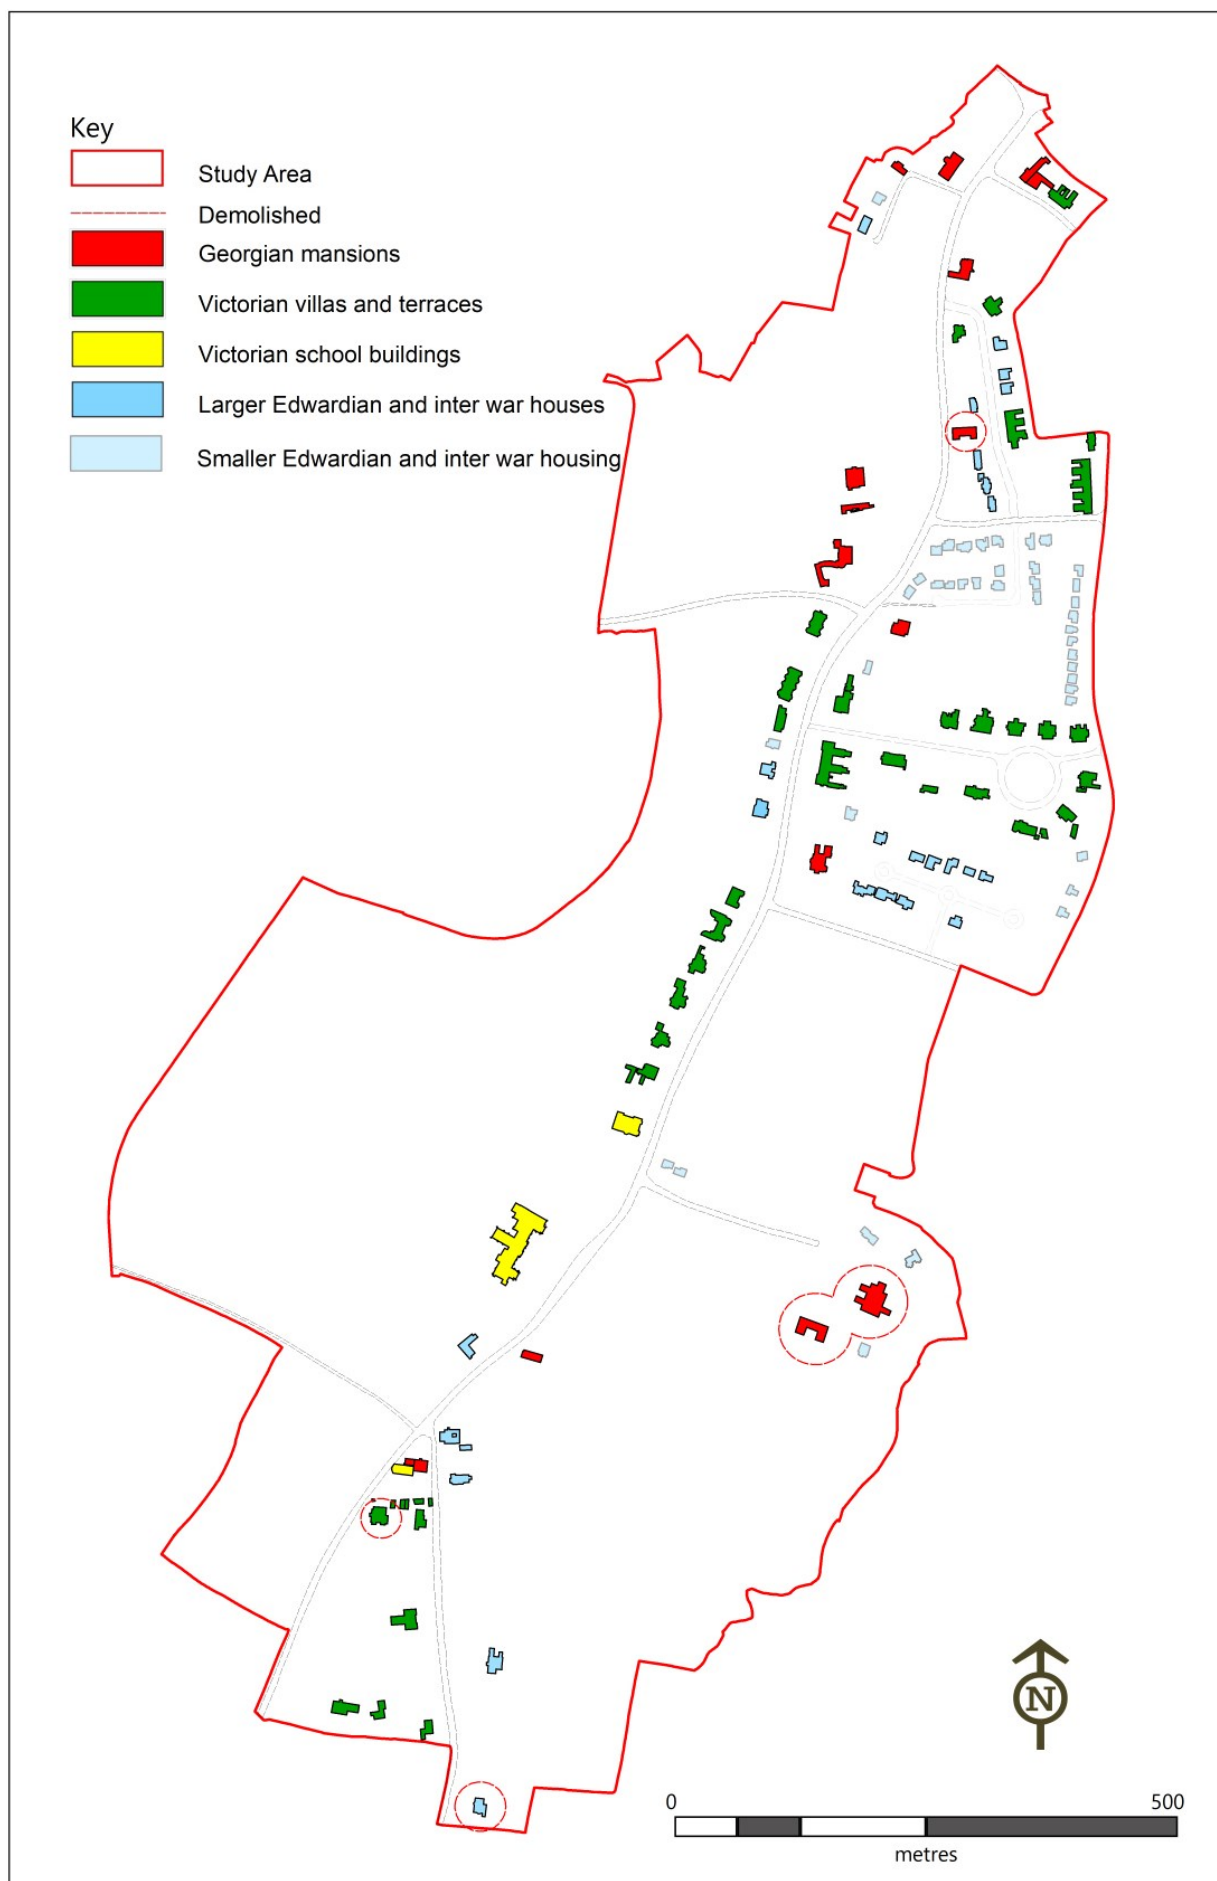 Key
Study Area
Demolished
Georgian mansions
Victorian villas and terraces
Victorian school buildings
Larger Edwardian and inter war houses
Smaller Edwardian and inter war housing
N
0 500
metres